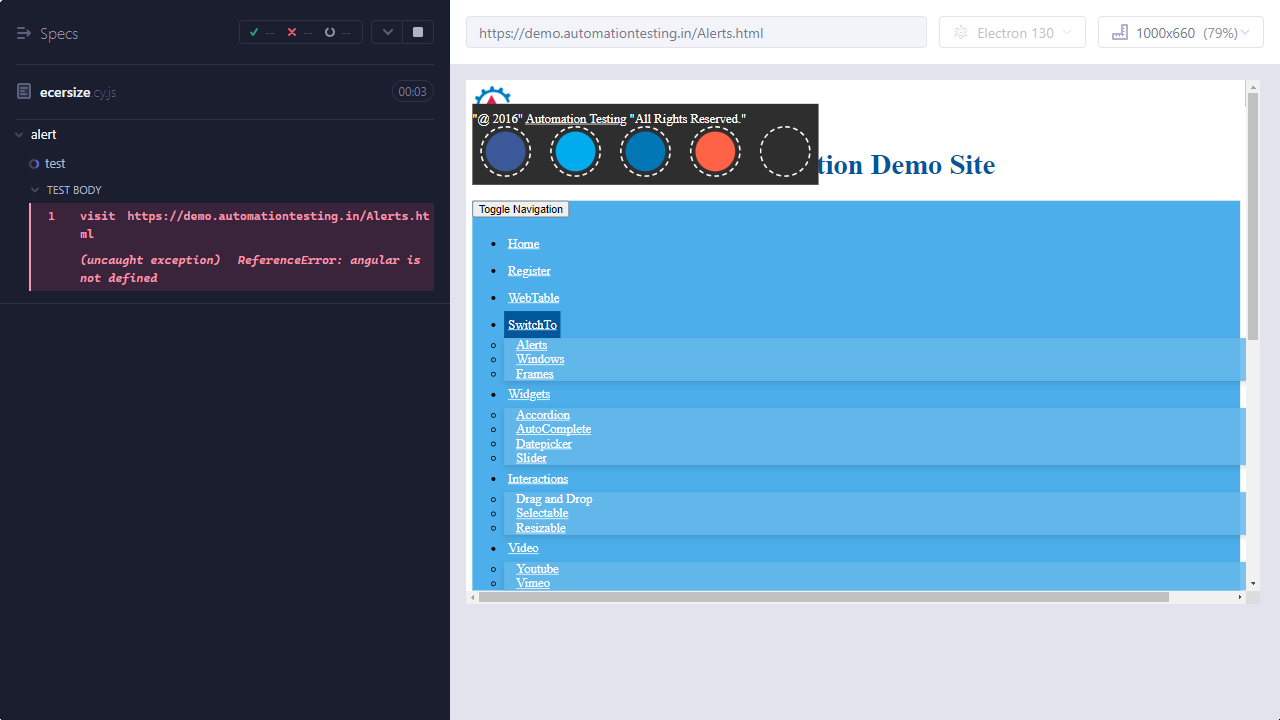 Specs
-- -- --
ecersize.cy.js
00:03
alert
test
TEST BODY
1 visit https://demo.automationtesting.in/Alerts.ht
ml
(uncaught exception) ReferenceError: angular is
not defined
https://demo.automationtesting.in/Alerts.html
Electron 130
1000x660 (79%)
"@ 2016" Automation Testing "All Rights Reserved."
tion Demo Site
Toggle Navigation
Home
Register
WebTable
SwitchTo
Alerts
Windows
Frames
Widgets
Accordion
AutoComplete
Datepicker
Slider
Interactions
Drag and Drop
Selectable
Resizable
Video
Youtube
Vimeo